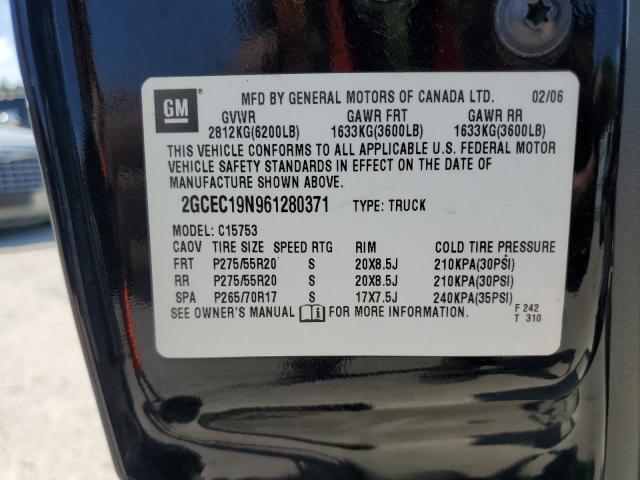 GM
MFD BY GENERAL MOTORS OF CANADA LTD. 02/06
GVWR GAWR FRT GAWR RR
2812KG(6200LB) 1633KG(3600LB) 1633KG(3600LB)
THIS VEHICLE CONFORMS TO ALL APPLICABLE U.S. FEDERAL MOTOR
VEHICLE SAFETY STANDARDS IN EFFECT ON THE DATE OF
MANUFACTURE SHOWN ABOVE.
2GCEC19N961280371 TYPE: TRUCK
MODEL: C15753
CAOV TIRE SIZE SPEED RTG RIM COLD TIRE PRESSURE
FRT P275/55R20 S 20X8.5J 210KPA(30PSI)
RR P275/55R20 S 20X8.5J 210KPA(30PSI)
SPA P265/70R17 S 17X7.5J 240KPA(35PSI)
SEE OWNER'S MANUAL i FOR MORE INFORMATION.
F 242
T 310